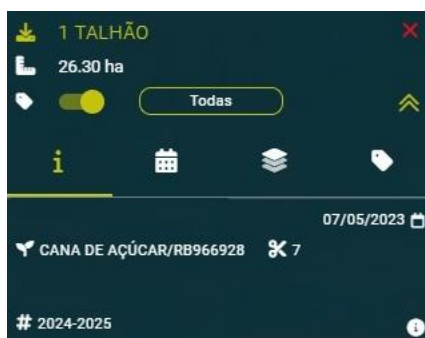 1 TALHÃO
26.30 ha
Todas
07/05/2023
CANA DE AÇÚCAR/RB966928 7
# 2024-2025